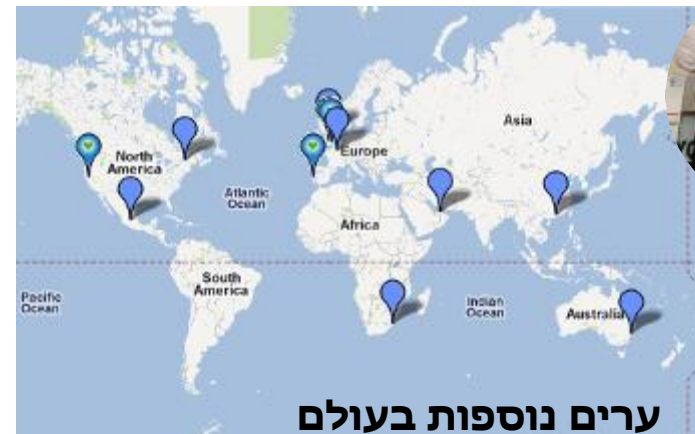 Asia
North
America
Europe
Atlantic
Ocean
Africa
South
America
Pacific
Ocean
Indian
Ocean
Australia
ערים נוספות בעולם